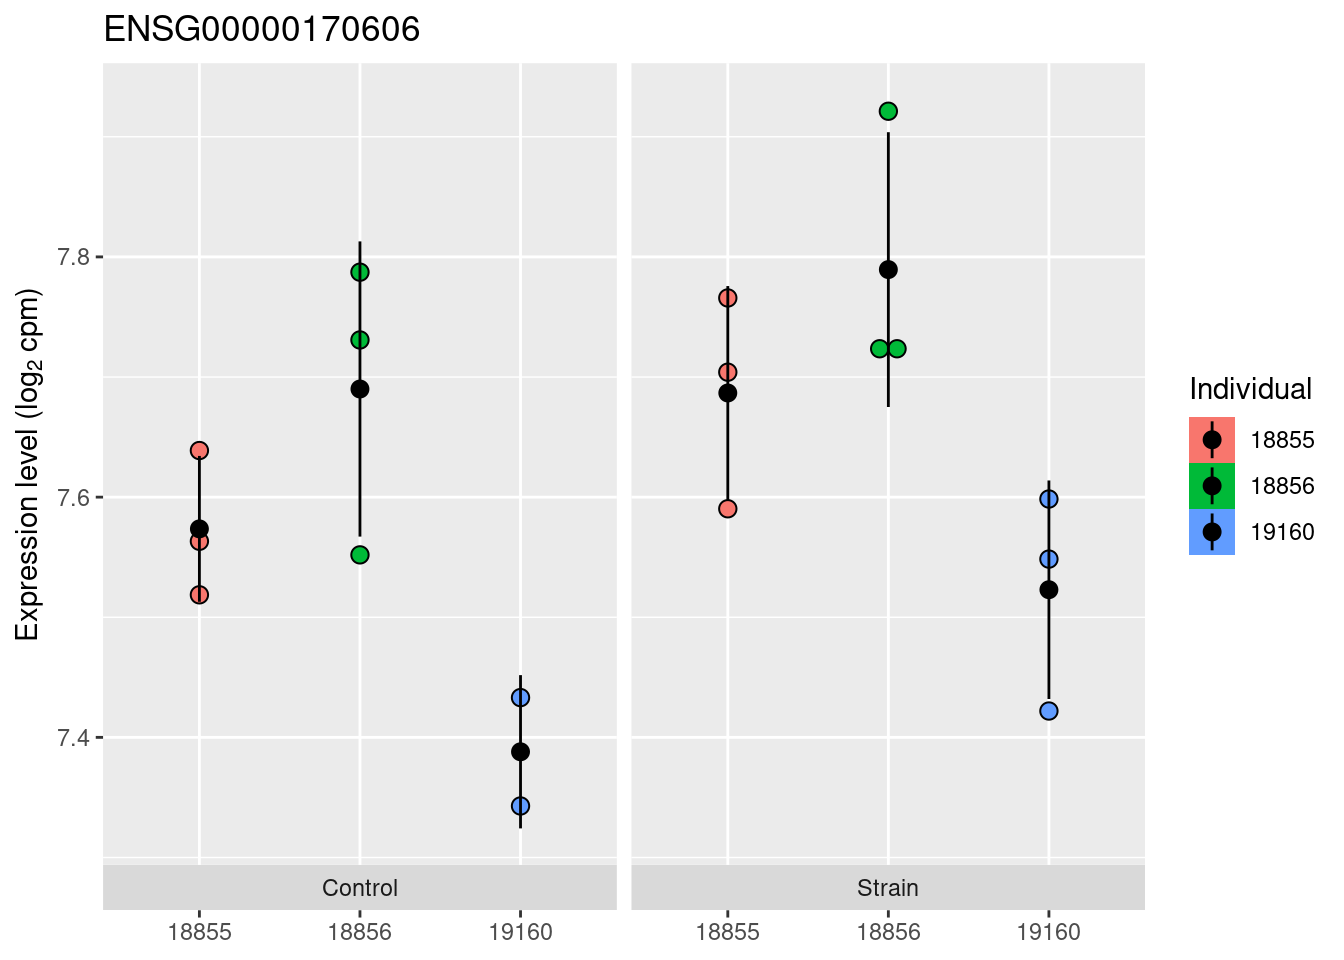 ENSG00000170606
Expression level (log₂ cpm)
7.8
7.6
7.4
Control
Strain
18855 18856 19160
18855 18856 19160
Individual
18855
18856
19160